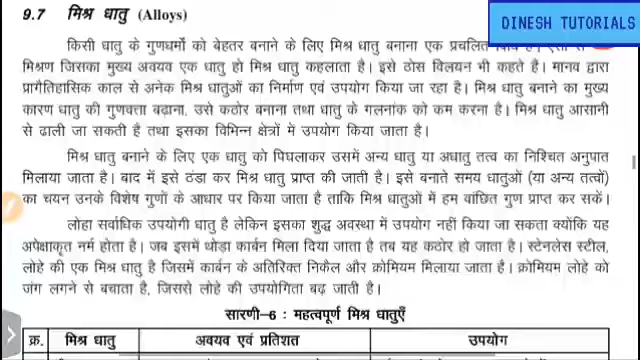 9.7 मिश्र धातु (Alloys)
DINESH TUTORIALS
किसी धातु के गुणधर्मो को बेहतर बनाने के लिए मिश्र धातु बनाना एक प्रचलित
मिश्रण जिसका मुख्य अवयव एक धातु हो मिश्र धातु कहलाता है। इसे ठोस विलयन भी कहते है। मानव द्वारा
प्रागैतिहासिक काल से अनेक मिश्र धातुओं का निर्माण एवं उपयोग किया जा रहा है। मिश्र धातु बनाने का मुख्य
कारण धातु की गुणवत्ता बढ़ाना, उसे कठोर बनाना तथा धातु के गलनांक को कम करना है। मिश्र धातु आसानी
से ढाली जा सकती है तथा इसका विभिन्न क्षेत्रों में उपयोग किया जाता है।
मिश्र धातु बनाने के लिए एक धातु को पिघलाकर उसमें अन्य धातु या अधातु तत्व का निश्चित अनुपात
मिलाया जाता है। बाद में इसे ठंडा कर मिश्र धातु प्राप्त की जाती है। इसे बनाते समय धातुओं (या अन्य तत्वों)
का चयन उनके विशेष गुणों के आधार पर किया जाता है ताकि मिश्र धातुओं में हम वांछित गुण प्राप्त कर सकें।
लोहा सर्वाधिक उपयोगी धातु है लेकिन इसका शुद्ध अवस्था में उपयोग नहीं किया जा सकता क्योंकि यह
अपेक्षाकृत नर्म होता है। जब इसमें थोड़ा कार्बन मिला दिया जाता है तब यह कठोर हो जाता है। स्टेनलेस स्टील,
लोहे की एक मिश्र धातु है जिसमें कार्बन के अतिरिक्त निकैल और क्रोमियम मिलाया जाता है। क्रोमियम लोहे को
जंग लगने से बचाता है, जिससे लोहे की उपयोगिता बढ़ जाती है।
सारणी–6 : महत्वपूर्ण मिश्र धातुएँ
क्र. मिश्र धातु अवयव एवं प्रतिशत उपयोग